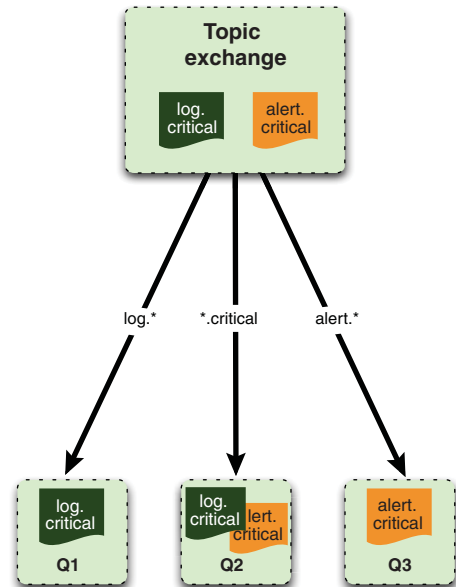 Topic
exchange
log.
critical
alert.
critical
log.*
*.critical
alert.*
log.
critical
Q1
log.
critical
lert.
critical
Q2
alert.
critical
Q3